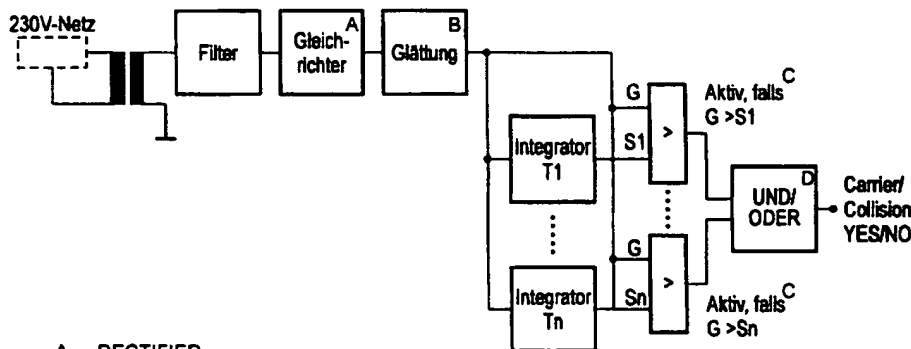 230V-Netz
Filter
A
Gleich-
richter
B
Glättung
G
S1
>
Aktiv, falls C
G >S1
Integrator
T1
UND/ D
ODER
Carrier/
Collision
YES/NO
G
Sn
>
Integrator
Tn
Aktiv, falls C
G >Sn
A RECTIFIER